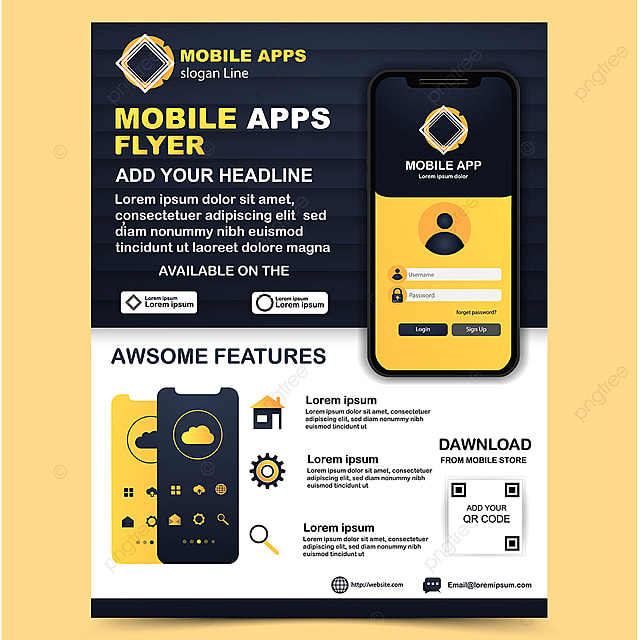 MOBILE APPS
slogan Line
MOBILE APPS
FLYER
ADD YOUR HEADLINE
Lorem ipsum dolor sit amet,
consectetuer adipiscing elit, sed
diam nonummy nibh euismod
tincidunt ut laoreet dolore magna
AVAILABLE ON THE
Lorem ipsum
Lorem ipsum
Lorem ipsum
Lorem ipsum
MOBILE APP
Lorem ipsum dolor
Username
Password
forget password?
Login
Sign Up
AWSOME FEATURES
Lorem ipsum
Lorem ipsum dolor sit amet,
consectetuer adipiscing elit, sed
diam nonummy nibh euismod
Lorem ipsum
Lorem ipsum dolor sit amet,
consectetuer adipiscing elit, sed
diam nonummy nibh euismod
Lorem ipsum
Lorem ipsum dolor sit amet,
consectetuer adipiscing elit, sed
diam nonummy nibh euismod
tincidunt ut
DAWNLOAD
FROM MOBILE STORE
ADD YOUR
QR CODE
http://website.com
Email@loremipsum.com
pngtree